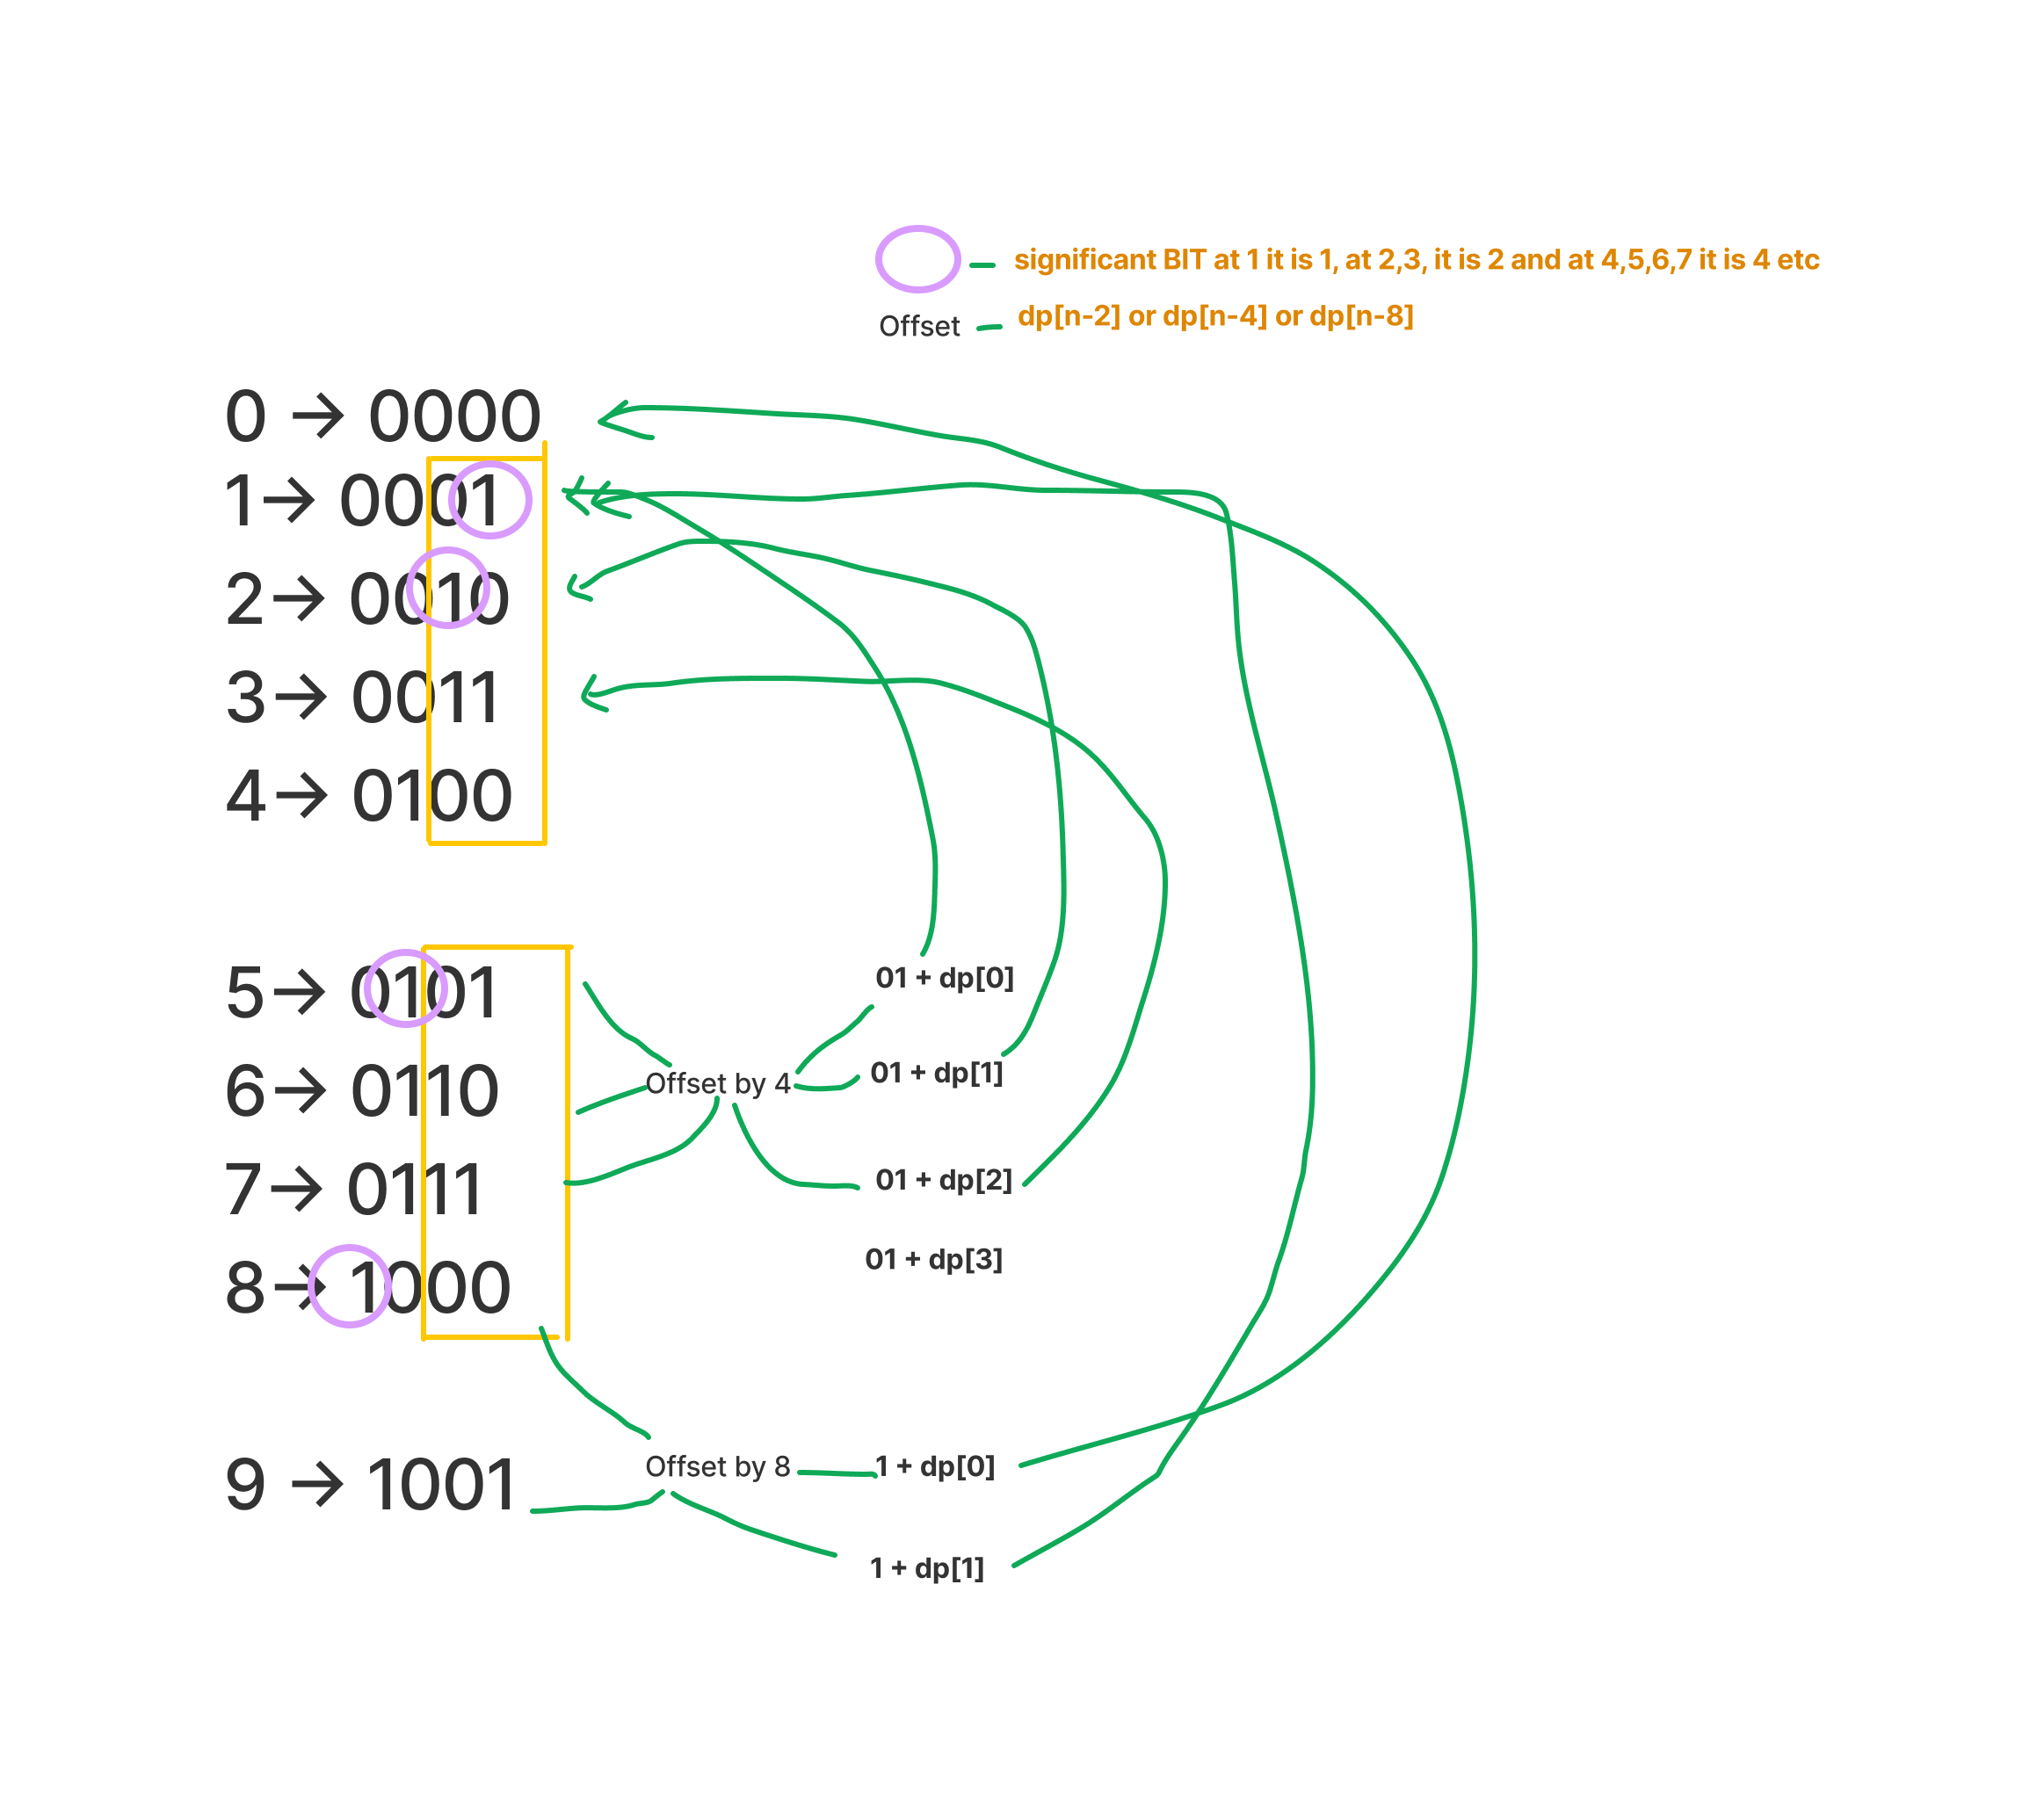 significant BIT at 1 it is 1, at 2,3, it is 2 and at 4,5,6,7 it is 4 etc
Offset
dp[n-2] or dp[n-4] or dp[n-8]
0 → 0000
1→ 0001
2→ 0010
3→ 0011
4→ 0100
5→ 0101
6→ 0110
7→ 0111
8→ 1000
9 → 1001
Offset by 4
01 + dp[0]
01 + dp[1]
01 + dp[2]
01 + dp[3]
Offset by 8
1 + dp[0]
1 + dp[1]